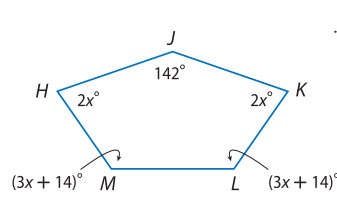 J
142°
H
2x°
2x°
K
(3x + 14)°
M
L
(3x + 14)°